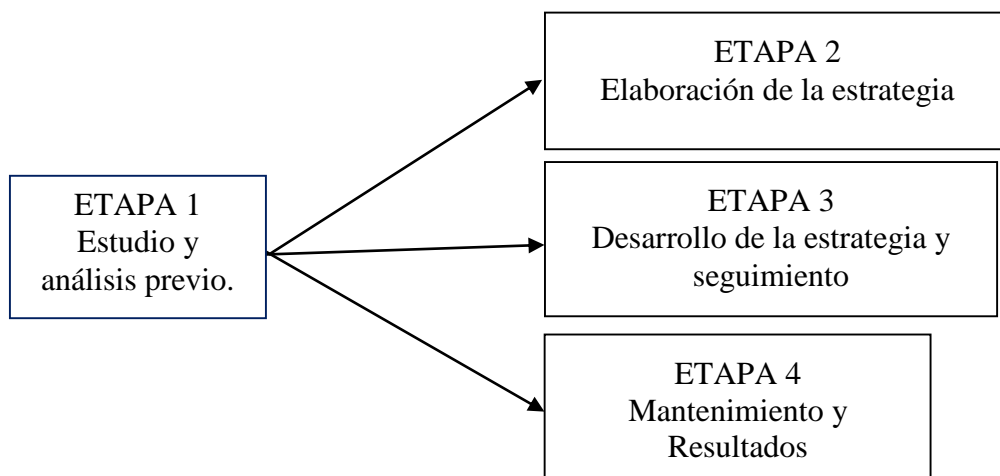 ETAPA 1
Estudio y
análisis previo.
ETAPA 2
Elaboración de la estrategia
ETAPA 3
Desarrollo de la estrategia y
seguimiento
ETAPA 4
Mantenimiento y
Resultados